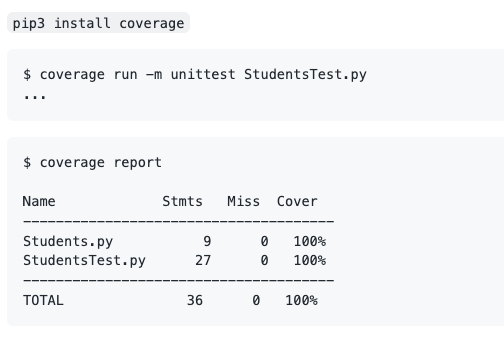 pip3 install coverage
$ coverage run -m unittest StudentsTest.py
...
$ coverage report
Name             Stmts   Miss  Cover
--------------------------------------
Students.py          9      0   100%
StudentsTest.py     27      0   100%
--------------------------------------
TOTAL               36      0   100%